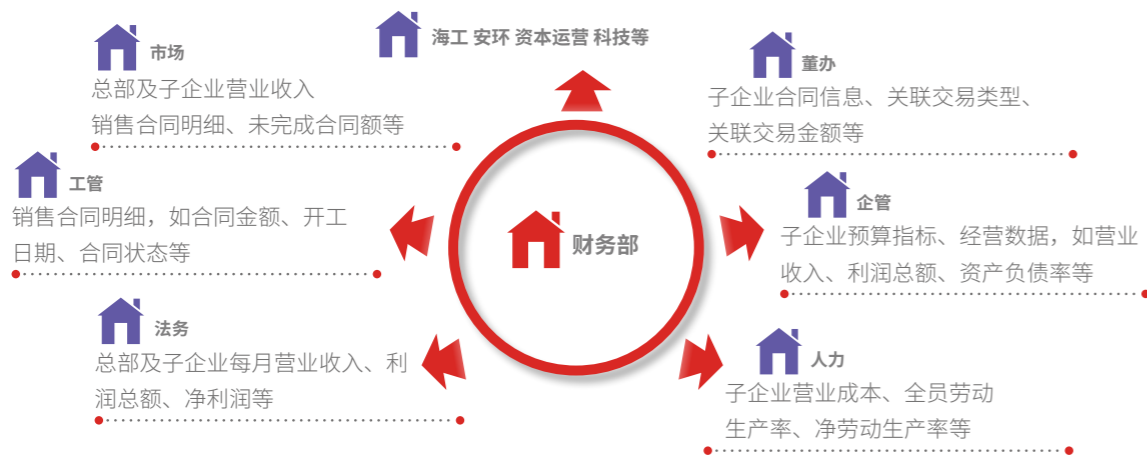 海工 安环 资本运营 科技等
市场
总部及子企业营业收入
销售合同明细、未完成合同额等
董办
子企业合同信息、关联交易类型、
关联交易金额等
工管
销售合同明细，如合同金额、开工
日期、合同状态等
财务部
企管
子企业预算指标、经营数据，如营业
收入、利润总额、资产负债率等
法务
总部及子企业每月营业收入、利
润总额、净利润等
人力
子企业营业成本、全员劳动
生产率、净劳动生产率等